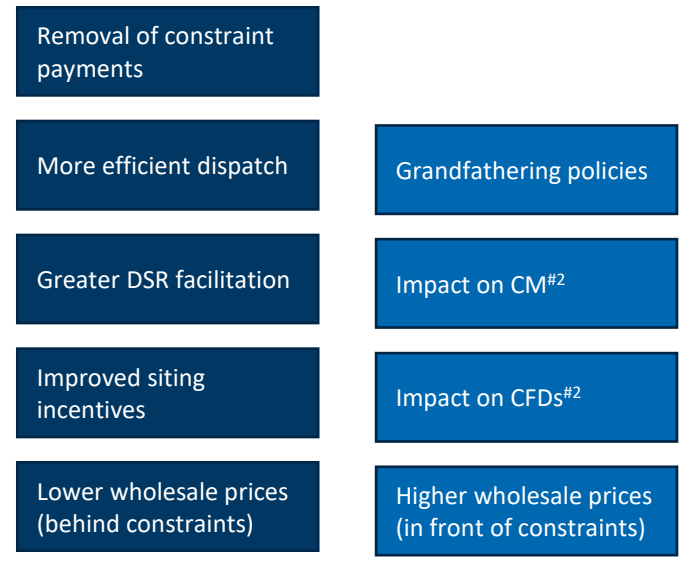 Removal of constraint
payments
More efficient dispatch
Greater DSR facilitation
Improved siting
incentives
Lower wholesale prices
(behind constraints)
Grandfathering policies
Impact on CM#2
Impact on CFDs#2
Higher wholesale prices
(in front of constraints)